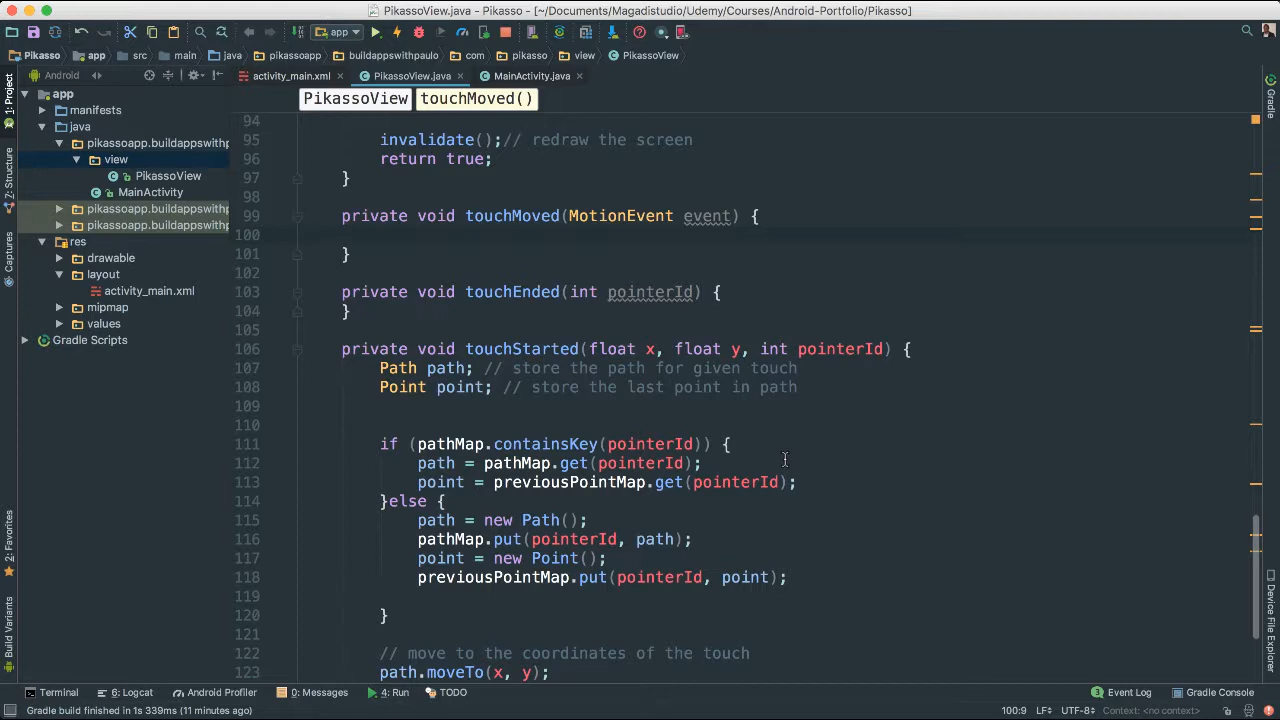 PikassoView.java - Pikasso - [~/Documents/Magadistudio/Udemy/Courses/Android-Portfolio/Pikasso]
app
Pikasso app src main java pikassoapp buildappswithpaulo com view PikassoView
Android
activity_main.xml PikassoView.java MainActivity.java
PikassoView touchMoved()
1: Project
Z: Structure
Captures
2: Favorites
Build Variants
Gradle
Device File Explorer
app
manifests
java
pikassoapp.buildappswithp
view
PikassoView
MainActivity
pikassoapp.buildappswithp
pikassoapp.buildappswithp
res
drawable
layout
activity_main.xml
mipmap
values
Gradle Scripts
94
95 invalidate();// redraw the screen
96 return true;
97 }
98
99 private void touchMoved(MotionEvent event) {
100
101 }
102
103 private void touchEnded(int pointerId) {
104 }
105
106 private void touchStarted(float x, float y, int pointerId) {
107 Path path; // store the path for given touch
108 Point point; // store the last point in path
109
110
111 if (pathMap.containsKey(pointerId)) {
112 path = pathMap.get(pointerId);
113 point = previousPointMap.get(pointerId);
114 }else {
115 path = new Path();
116 pathMap.put(pointerId, path);
117 point = new Point();
118 previousPointMap.put(pointerId, point);
119
120 }
121
122 // move to the coordinates of the touch
123 path.moveTo(x, y);
Terminal 6: Logcat Android Profiler 0: Messages 4: Run TODO Event Log Gradle Console
Gradle build finished in 1s 339ms (11 minutes ago) 100:9 LF÷ UTF-8÷ Context: <no context>